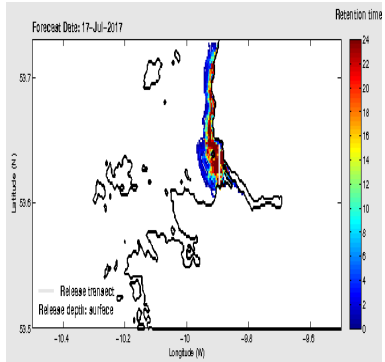 Forecast Date: 17-Jul-2017
Retention time
24
22
20
18
16
14
12
10
8
6
4
2
0
53.7
53.6
53.5
Latitude (N)
Release transect
Release depth: surface
-10.4 -10.2 -10 -9.8 -9.6
Longitude (W)